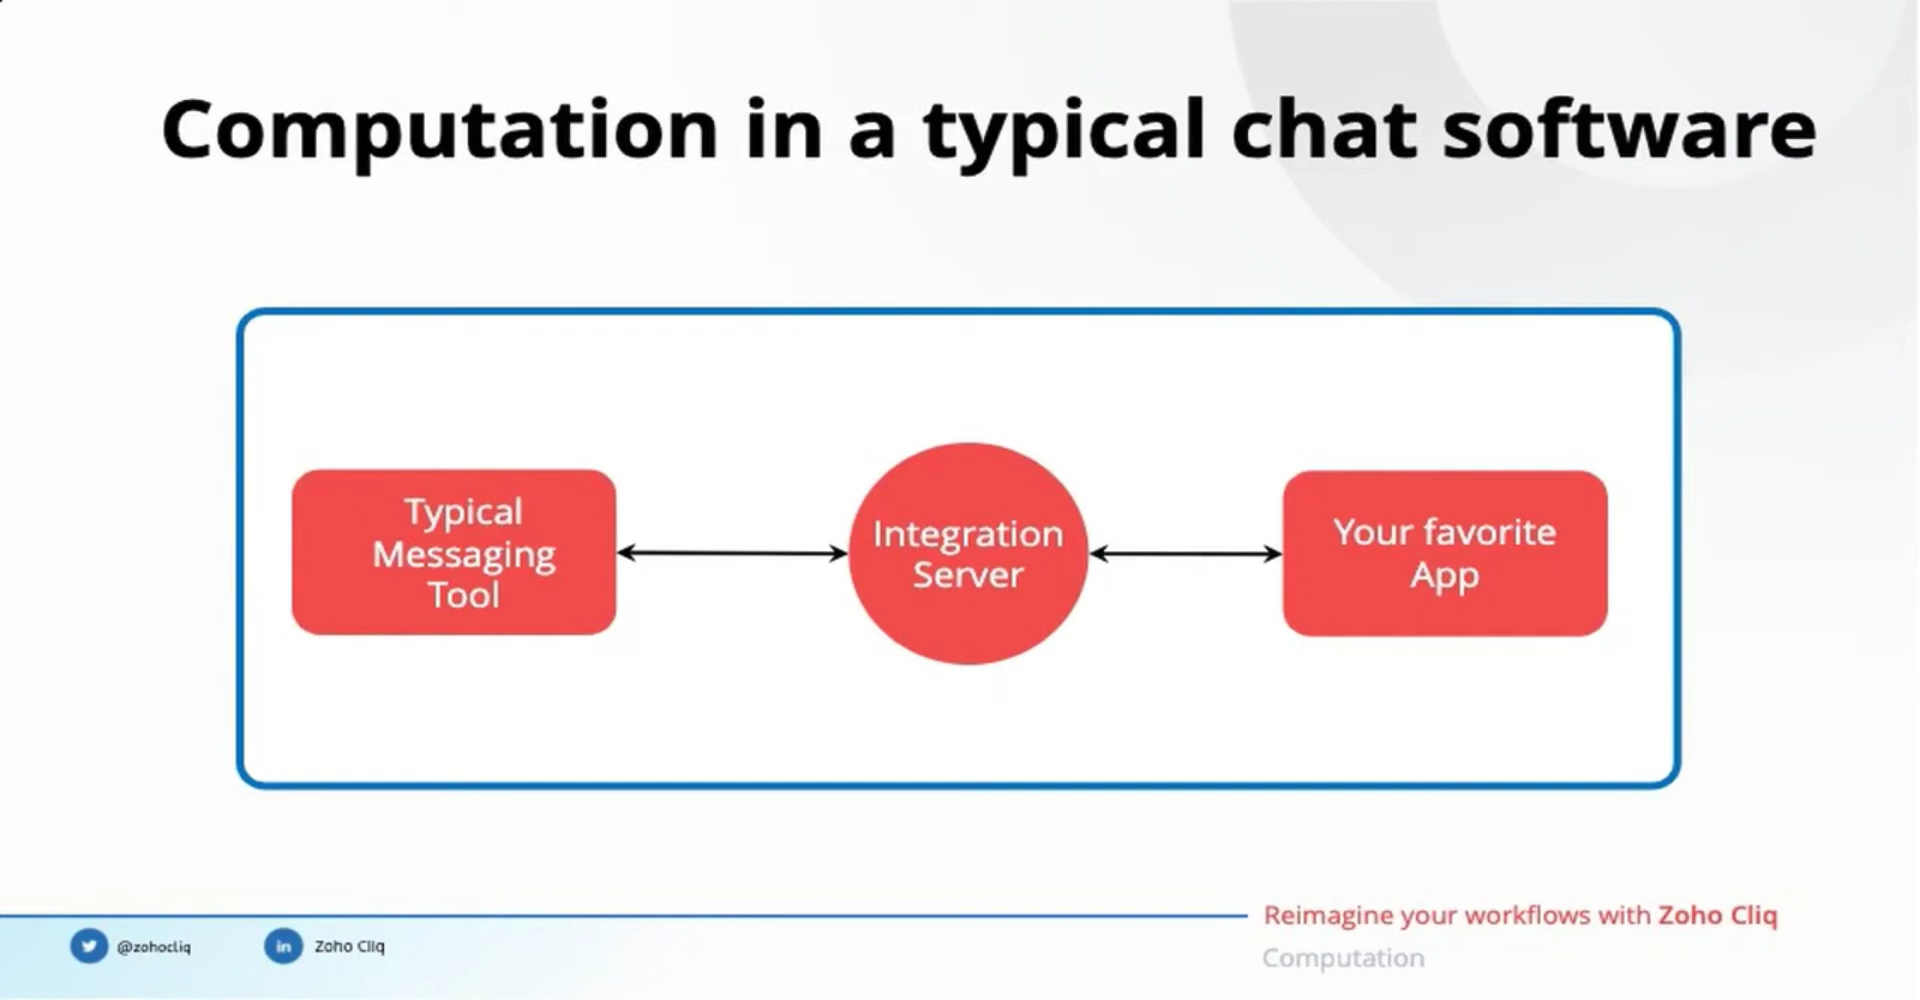 Computation in a typical chat software
Typical
Messaging
Tool
Integration
Server
Your favorite
App
Reimagine your workflows with Zoho Cliq
Computation
@zohocliq
in
Zoho Cliq